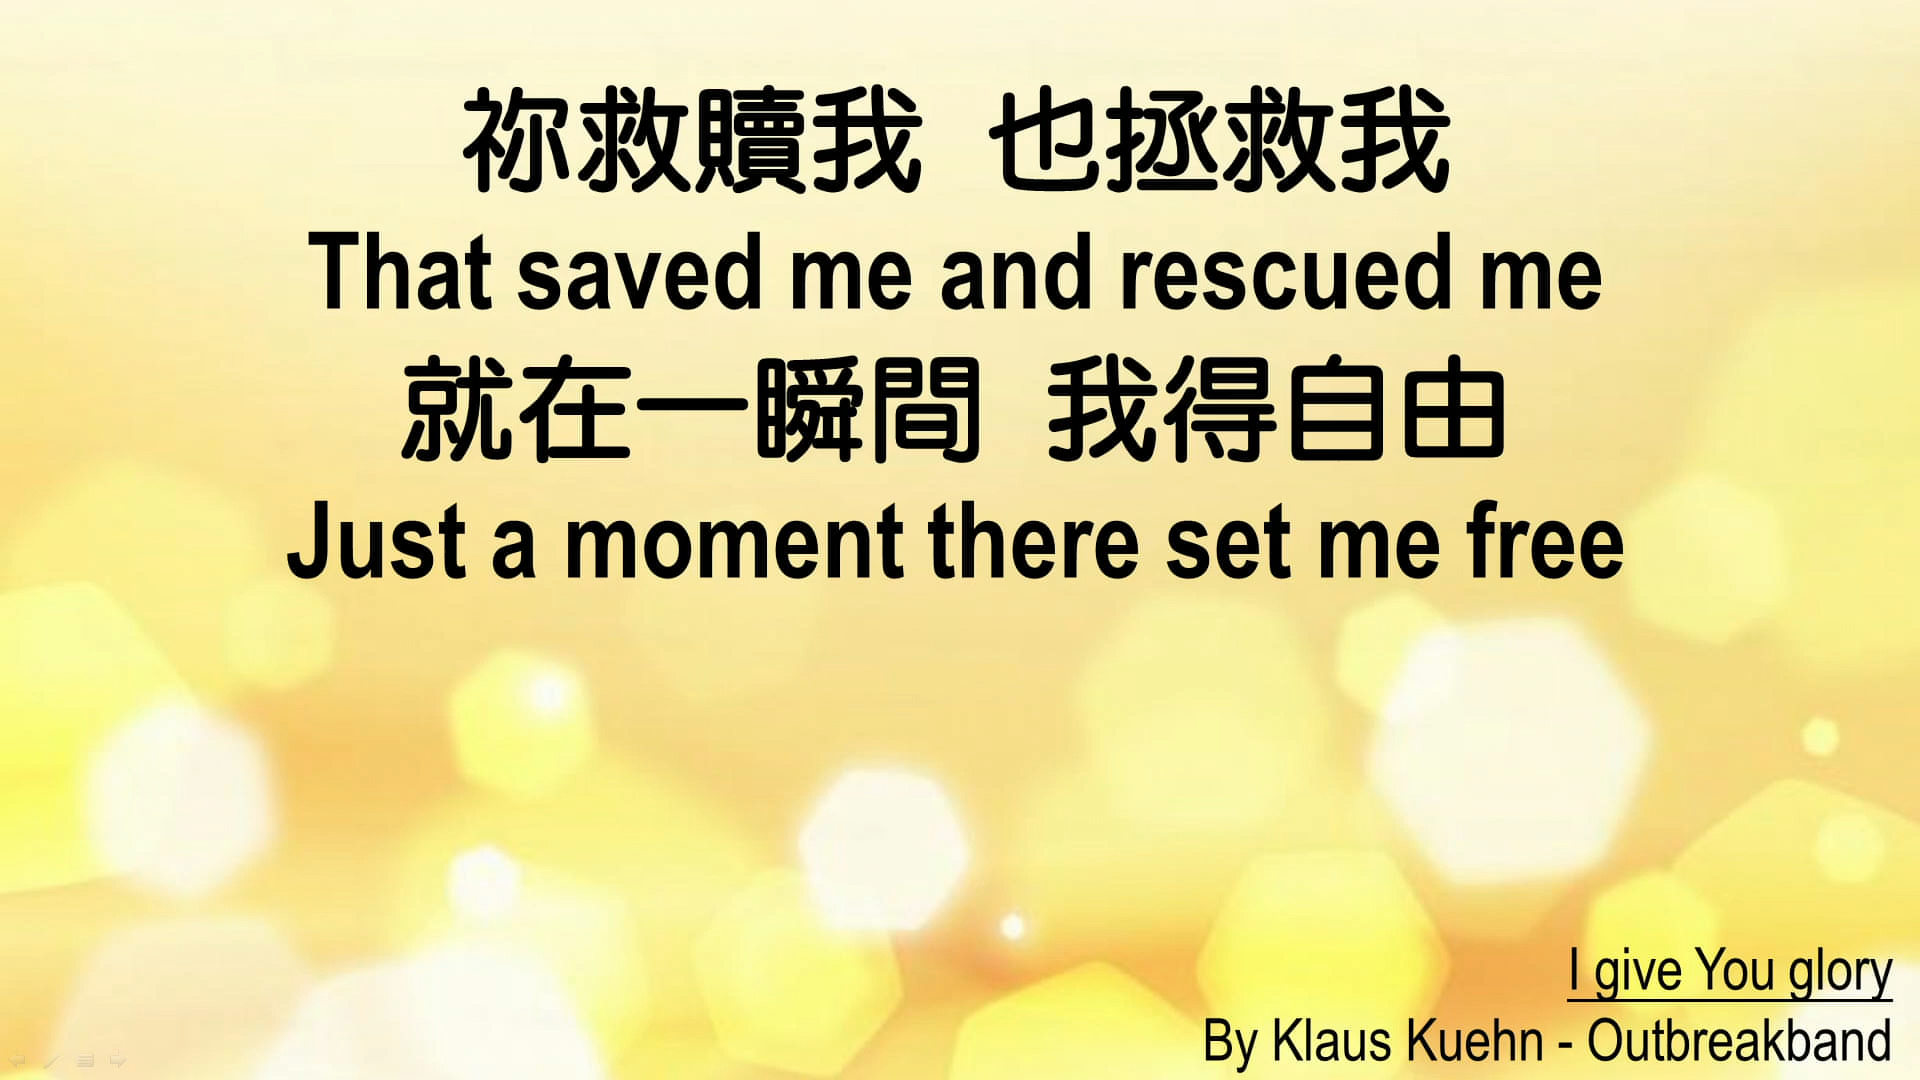 祢救贖我 也拯救我
That saved me and rescued me
就在一瞬間 我得自由
Just a moment there set me free
I give You glory
By Klaus Kuehn - Outbreakband